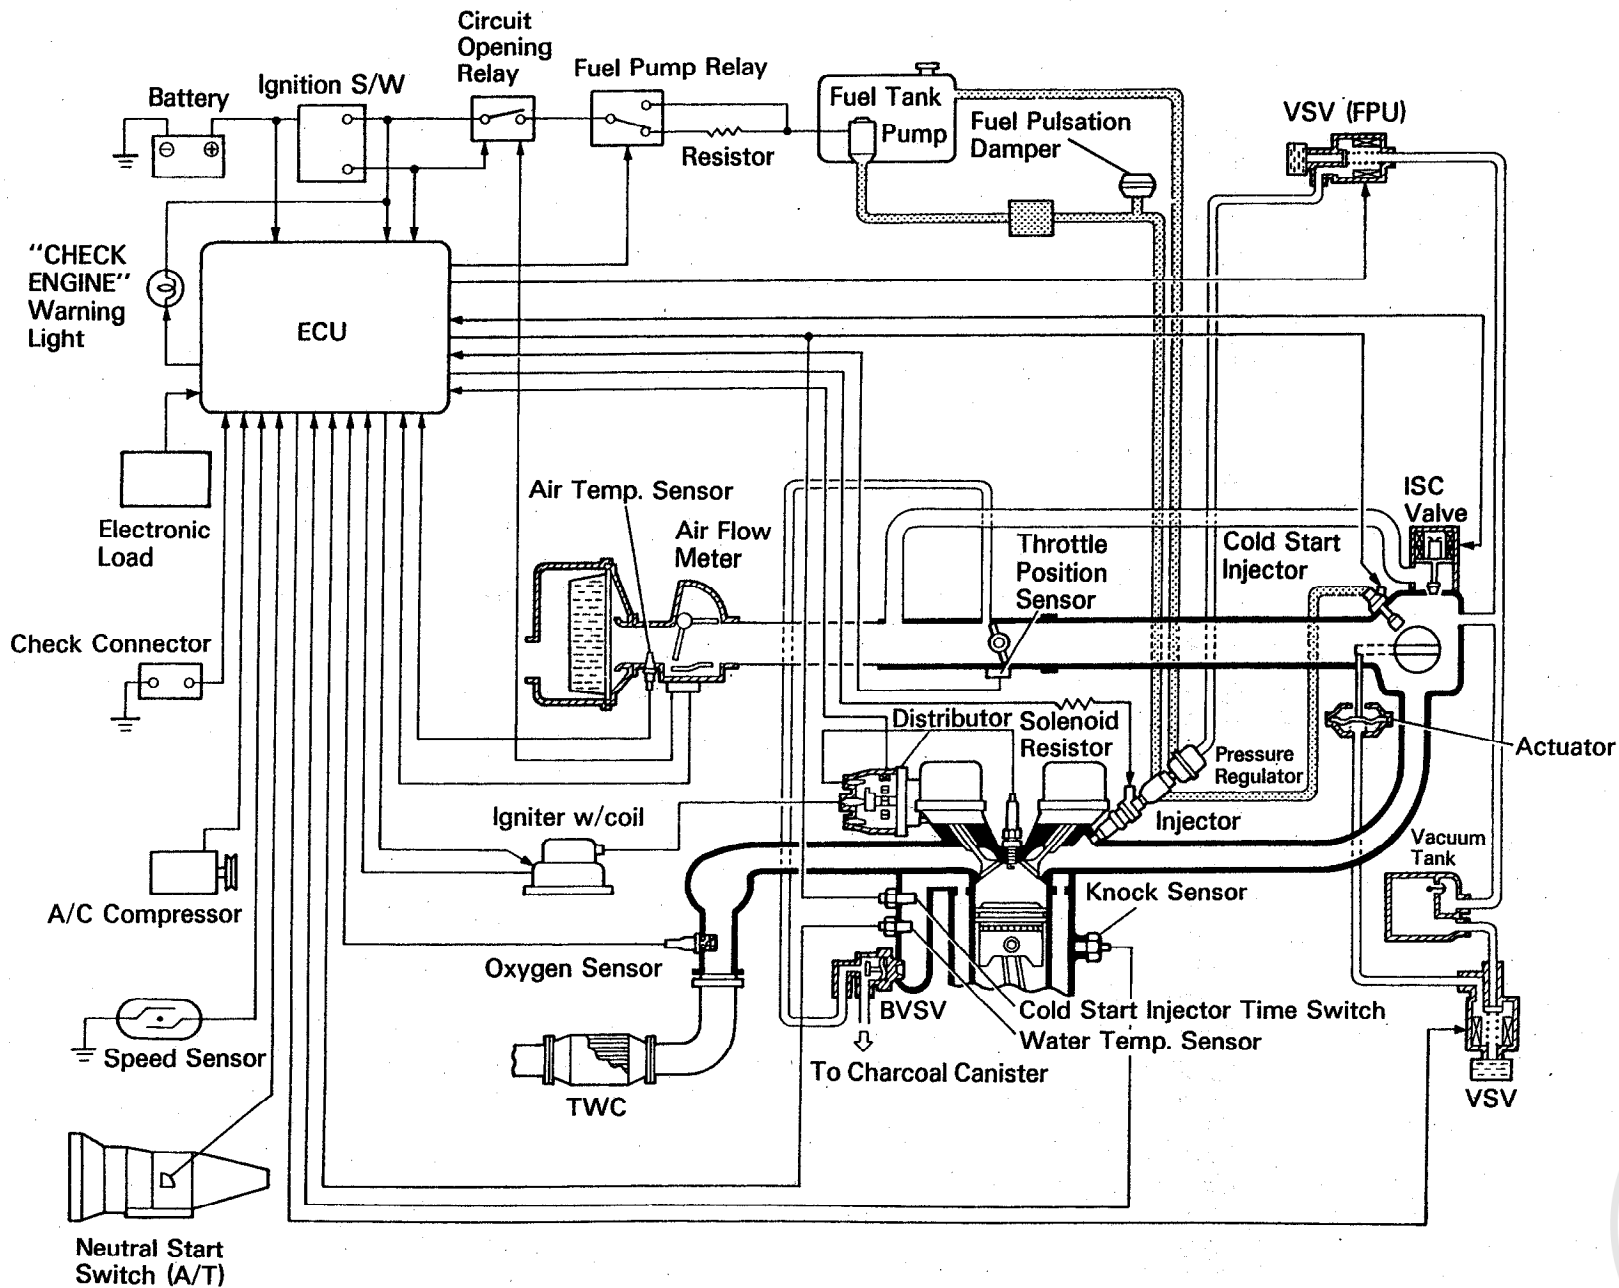 Circuit
Opening
Relay
Fuel Pump Relay
Ignition S/W
Battery
Fuel Tank
Pump
Resistor
Fuel Pulsation
Damper
VSV (FPU)
"CHECK
ENGINE"
Warning
Light
ECU
Electronic
Load
Air Temp. Sensor
Air Flow
Meter
Throttle
Position
Sensor
Cold Start
Injector
ISC
Valve
Check Connector
Distributor
Solenoid
Resistor
Pressure
Regulator
Actuator
Igniter w/coil
Injector
Vacuum
Tank
A/C Compressor
Knock Sensor
Oxygen Sensor
BVSV
Cold Start Injector Time Switch
Water Temp. Sensor
Speed Sensor
To Charcoal Canister
TWC
VSV
Neutral Start
Switch (A/T)